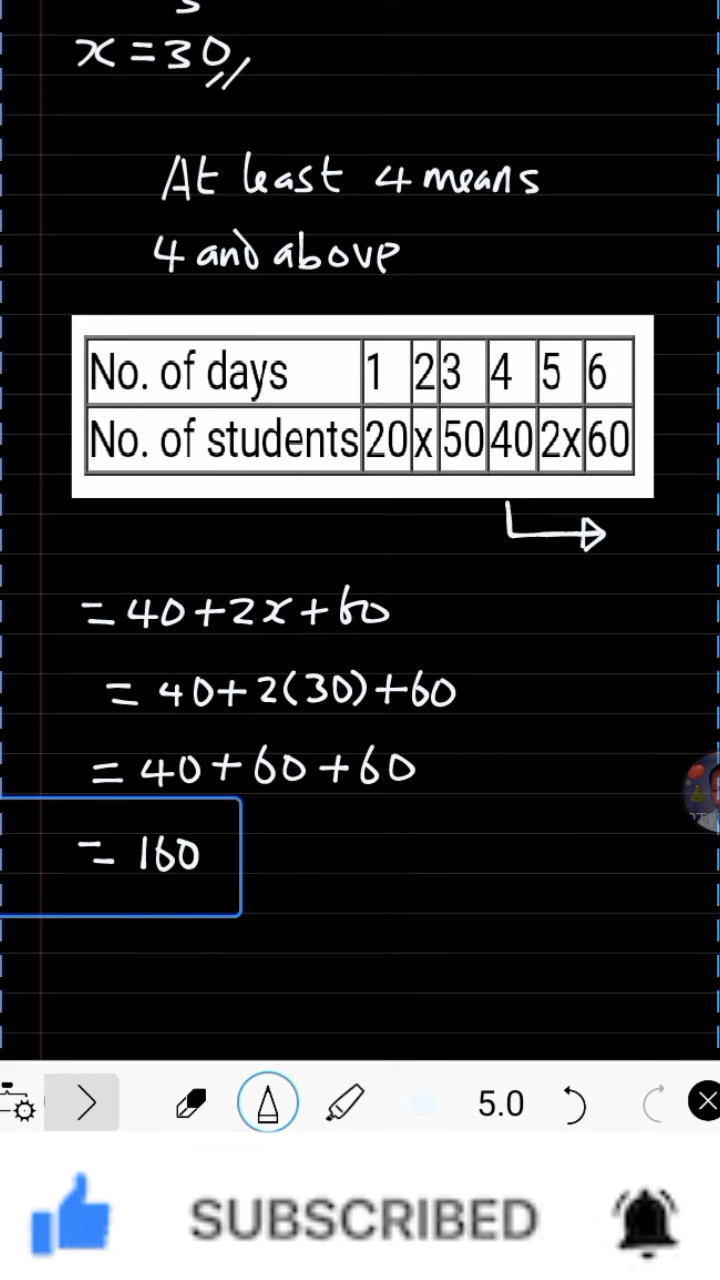 x = 30//
At least 4 means
4 and above
No. of days 1 2 3 4 5 6
No. of students 20 x 50 40 2x 60
= 40 + 2x + 60
= 40 + 2(30) + 60
= 40 + 60 + 60
= 160
5.0
SUBSCRIBED